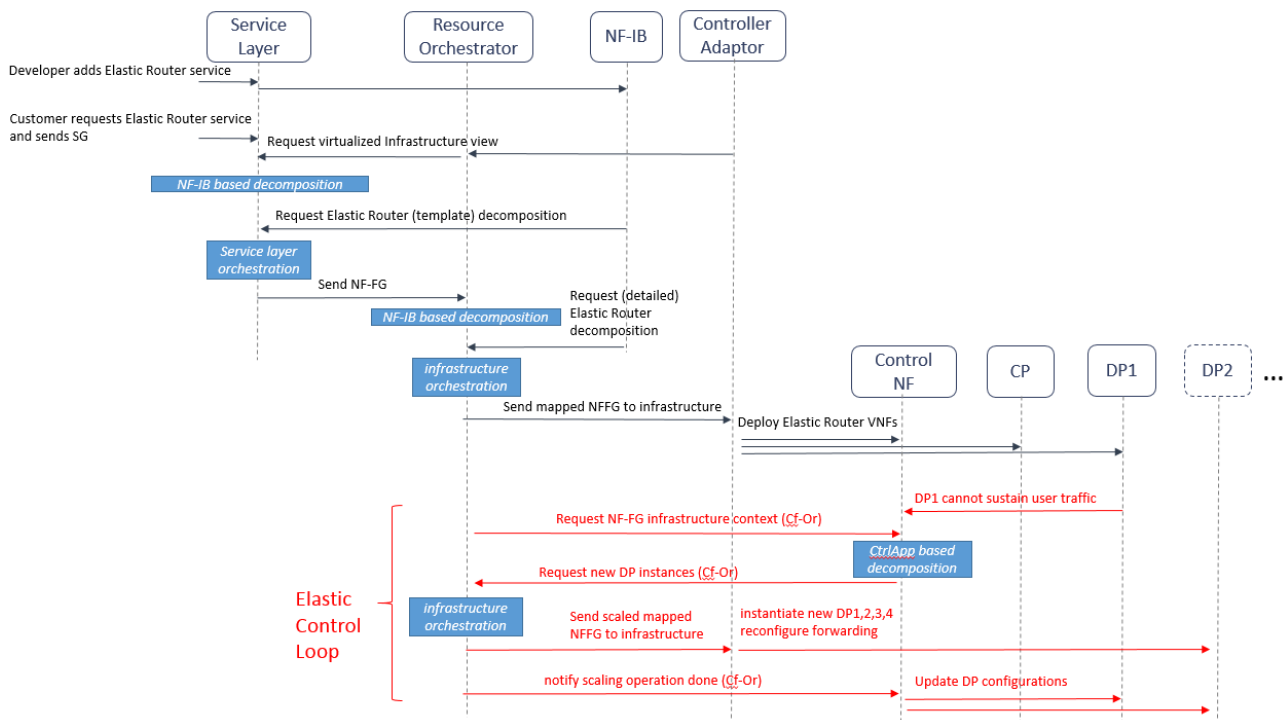 Service
Layer
Resource
Orchestrator
NF-IB
Controller
Adaptor
Developer adds Elastic Router service
Customer requests Elastic Router service
and sends SG
Request virtualized Infrastructure view
NF-IB based decomposition
Request Elastic Router (template) decomposition
Service layer
orchestration
Send NF-FG
NF-IB based decomposition
Request (detailed)
Elastic Router
decomposition
infrastructure
orchestration
Control
NF
CP
DP1
DP2
...
Send mapped NFFG to infrastructure
Deploy Elastic Router VNFs
DP1 cannot sustain user traffic
Request NF-FG infrastructure context (Cf-Or)
CtrlApp based
decomposition
Request new DP instances (Cf-Or)
Elastic
Control
Loop
infrastructure
orchestration
Send scaled mapped
NFFG to infrastructure
instantiate new DP1,2,3,4
reconfigure forwarding
notify scaling operation done (Cf-Or)
Update DP configurations